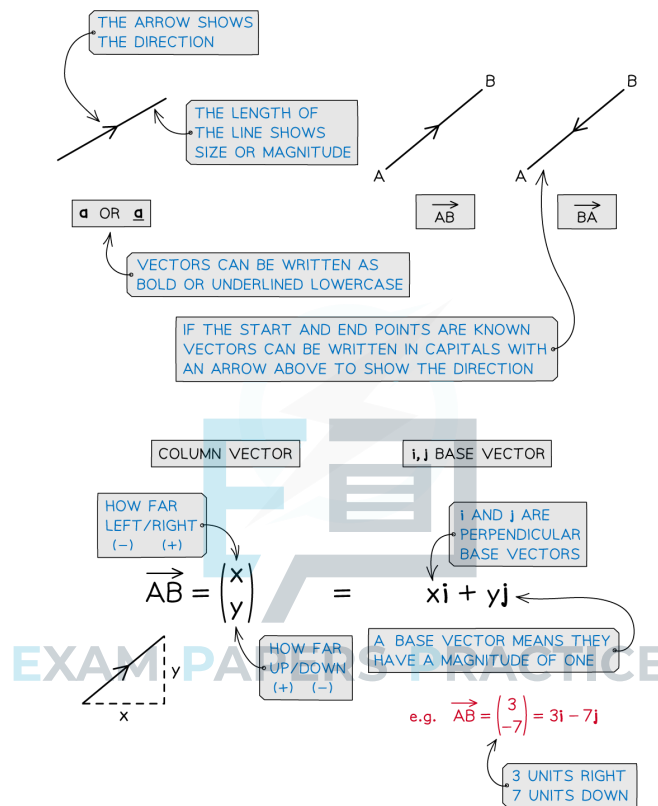 THE ARROW SHOWS
THE DIRECTION
THE LENGTH OF
THE LINE SHOWS
SIZE OR MAGNITUDE
B
A
AB
B
A
BA
a OR a
VECTORS CAN BE WRITTEN AS
BOLD OR UNDERLINED LOWERCASE
IF THE START AND END POINTS ARE KNOWN
VECTORS CAN BE WRITTEN IN CAPITALS WITH
AN ARROW ABOVE TO SHOW THE DIRECTION
COLUMN VECTOR
i, j BASE VECTOR
HOW FAR
LEFT/RIGHT
(−) (+)
i AND j ARE
PERPENDICULAR
BASE VECTORS
AB = (x y) = xi + yj
HOW FAR
UP/DOWN
(+) (−)
A BASE VECTOR MEANS THEY
HAVE A MAGNITUDE OF ONE
y
x
EXAM PAPERS PRACTICE
e.g. AB = (3 −7) = 3i − 7j
3 UNITS RIGHT
7 UNITS DOWN